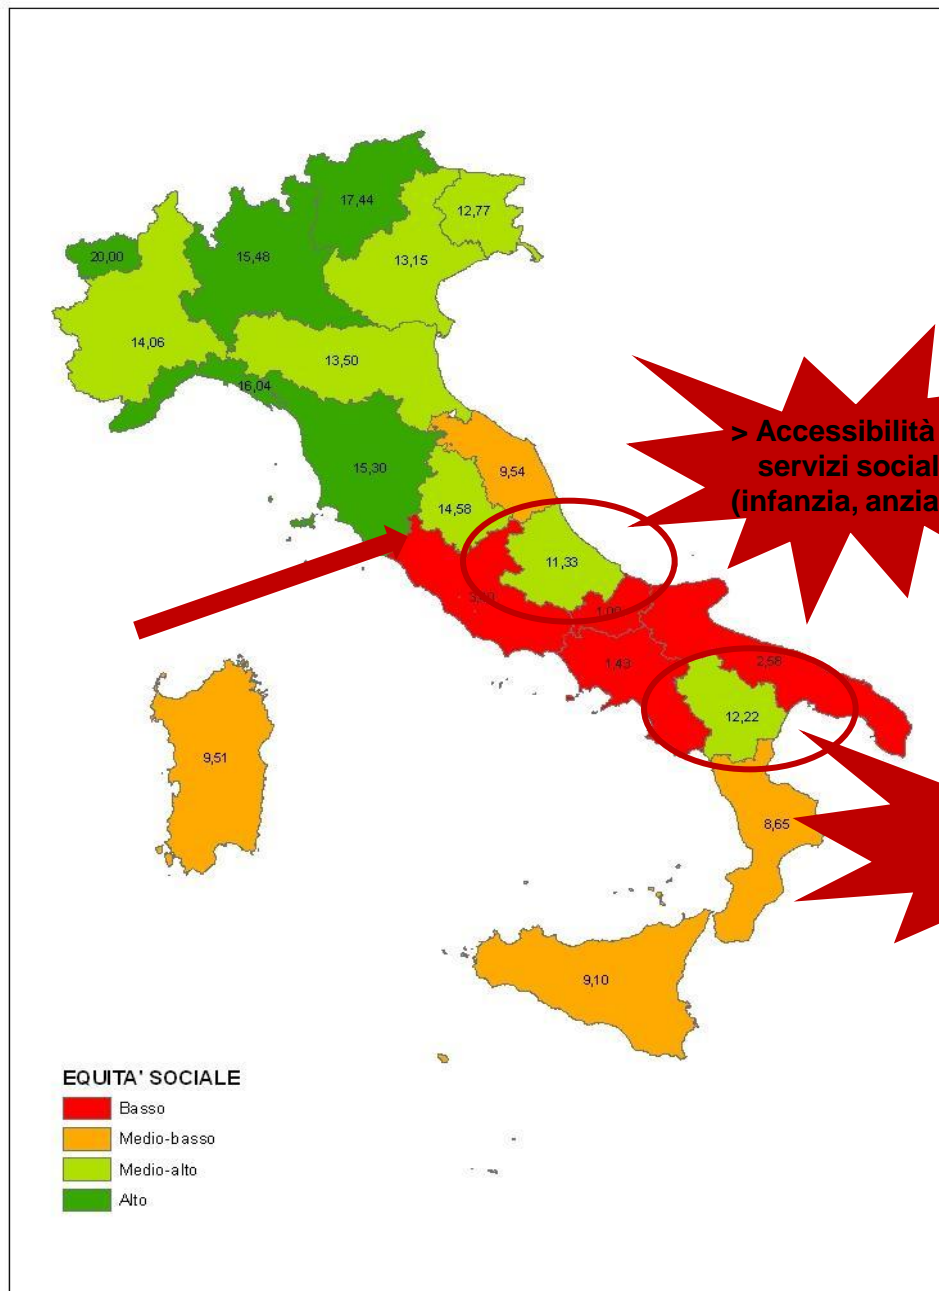 17,44
12,77
20,00
15,48
13,15
14,06
13,50
16,04
> Accessibilità
servizi social
(infanzia, anzia
15,30
9,54
14,58
11,33
1,00
1,43
2,58
12,22
9,51
8,65
9,10
EQUITA' SOCIALE
Basso
Medio-basso
Medio-alto
Alto